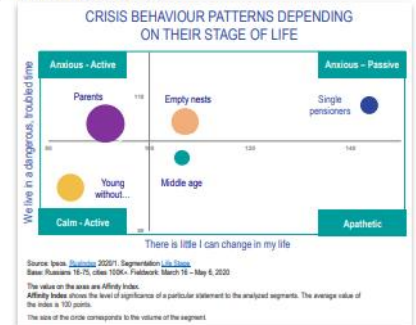 CRISIS BEHAVIOUR PATTERNS DEPENDING
ON THEIR STAGE OF LIFE
We live in a dangerous, troubled time
Anxious - Active
Anxious – Passive
Parents
Empty nests
Single
pensioners
Young
without...
Middle age
Calm - Active
Apathetic
There is little I can change in my life
Source: Ipsos, RusIndex 2020/1. Segmentation Life Stage.
Base: Russians 16-75, cities 100K+. Fieldwork: March 16 – May 6, 2020
The value on the axes are Affinity Index.
Affinity Index shows the level of significance of a particular statement to the analyzed segments. The average value of
the index is 100 points.
The size of the circle corresponds to the volume of the segment.